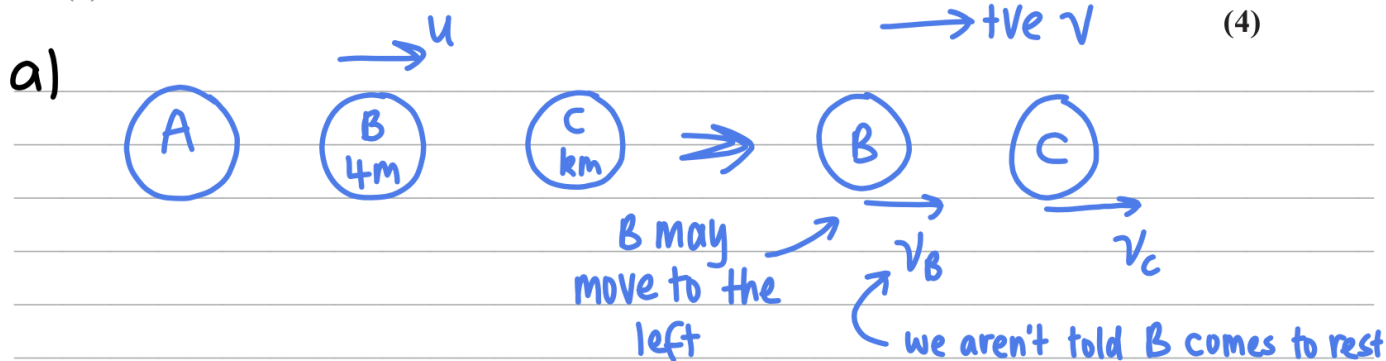 → +ve v (4)
a) → u
A B C ⇒ B C
4m km
B may v_B v_C
move to the
left we aren't told B comes to rest